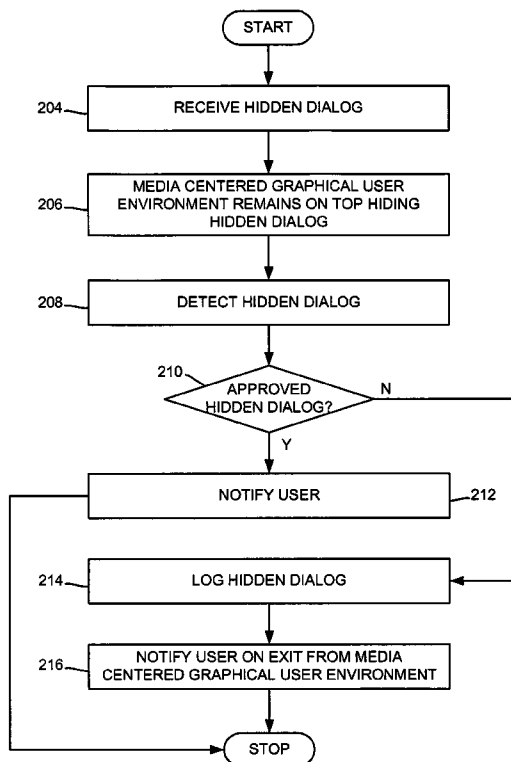 START
204
RECEIVE HIDDEN DIALOG
206
MEDIA CENTERED GRAPHICAL USER
ENVIRONMENT REMAINS ON TOP HIDING
HIDDEN DIALOG
208
DETECT HIDDEN DIALOG
210
APPROVED
HIDDEN DIALOG?
N
Y
NOTIFY USER
212
214
LOG HIDDEN DIALOG
216
NOTIFY USER ON EXIT FROM MEDIA
CENTERED GRAPHICAL USER ENVIRONMENT
STOP